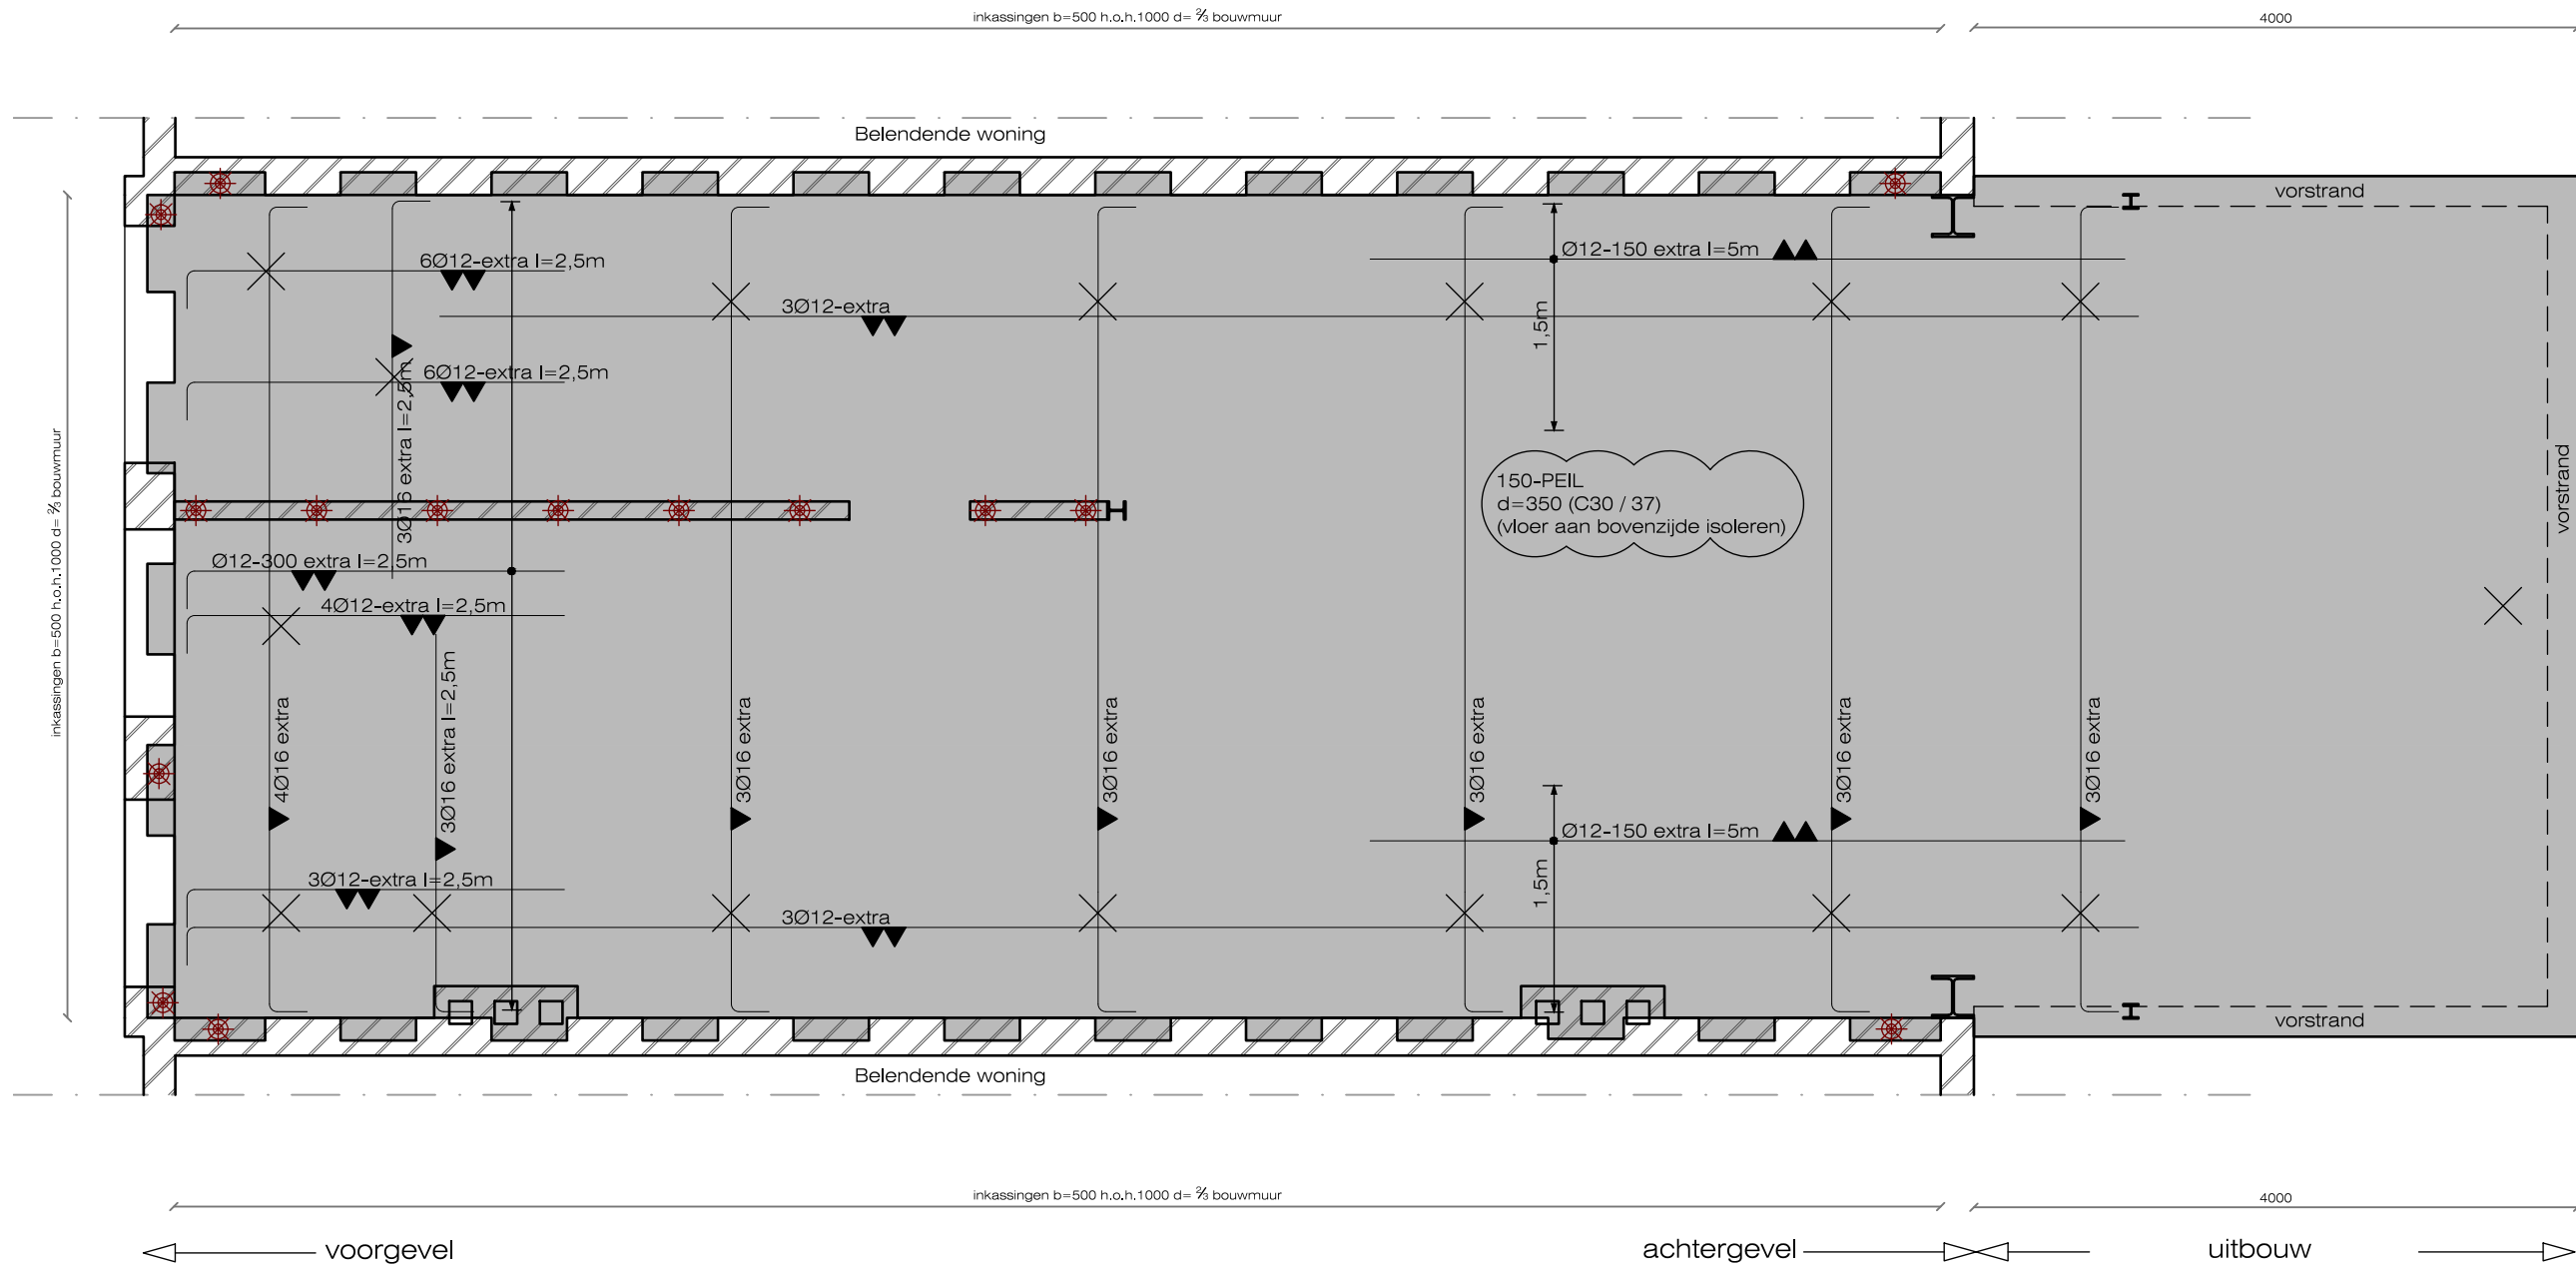 inkassingen b=500 h.o.h.1000 d= ⅔ bouwmuur
4000
Belendende woning
vorstrand
6Ø12-extra l=2,5m
Ø12-150 extra l=5m
3Ø12-extra
1,5m
6Ø12-extra l=2,5m
3Ø16 extra l=2,5m
inkassingen b=500 h.o.h.1000 d= ⅔ bouwmuur
150-PEIL
d=350 (C30 / 37)
(vloer aan bovenzijde isoleren)
vorstrand
Ø12-300 extra l=2,5m
4Ø12-extra l=2,5m
4Ø16 extra
3Ø16 extra l=2,5m
3Ø16 extra
3Ø16 extra
3Ø16 extra
3Ø16 extra
3Ø16 extra
Ø12-150 extra l=5m
1,5m
3Ø12-extra l=2,5m
3Ø12-extra
vorstrand
Belendende woning
inkassingen b=500 h.o.h.1000 d= ⅔ bouwmuur
4000
voorgevel
achtergevel
uitbouw